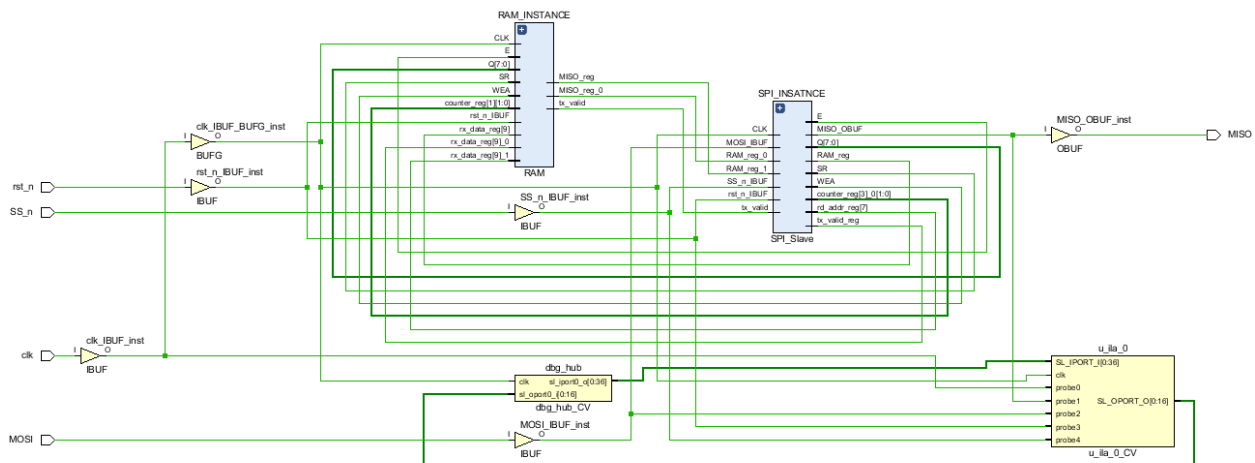 RAM_INSTANCE
CLK
E
Q[7:0]
SR
WEA
counter_reg[1][1:0]
rst_n_IBUF
rx_data_reg[9]
rx_data_reg[9]_0
rx_data_reg[9]_1
MISO_reg
MISO_reg_0
tx_valid
RAM
SPI_INSATNCE
CLK
MOSI_IBUF
RAM_reg_0
RAM_reg_1
SS_n_IBUF
rst_n_IBUF
tx_valid
E
MISO_OBUF
Q[7:0]
RAM_reg
SR
WEA
counter_reg[3]_0[1:0]
rd_addr_reg[7]
tx_valid_reg
SPI_Slave
MISO_OBUF_inst
I O
OBUF
MISO
clk_IBUF_BUFG_inst
I O
BUFG
rst_n
rst_n_IBUF_inst
I O
IBUF
SS_n
SS_n_IBUF_inst
I O
IBUF
clk
clk_IBUF_inst
I O
IBUF
dbg_hub
clk
sl_iport0_o[0:36]
sl_oport0_i[0:16]
dbg_hub_CV
MOSI
MOSI_IBUF_inst
I O
IBUF
u_ila_0
SL_IPORT_I[0:36]
clk
probe0
probe1
probe2
probe3
probe4
SL_OPORT_O[0:16]
u_ila_0_CV